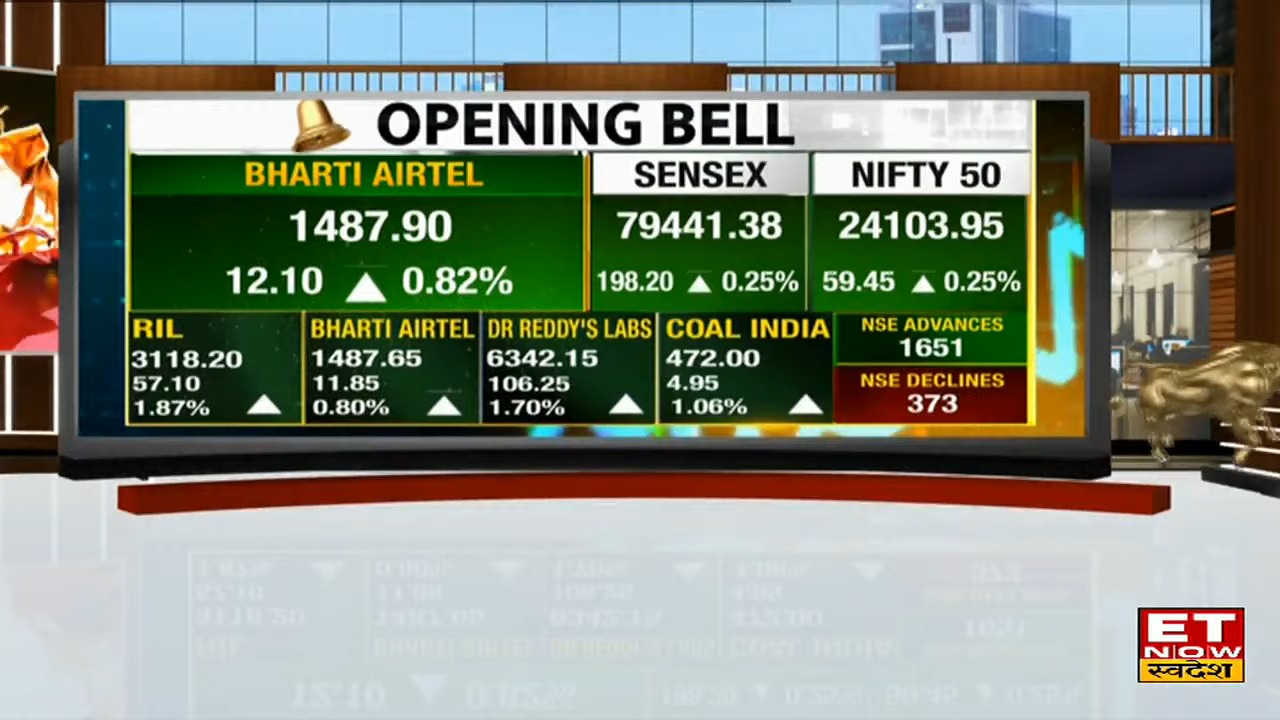 OPENING BELL
BHARTI AIRTEL
1487.90
12.10 ▲ 0.82%
SENSEX
79441.38
198.20 ▲ 0.25%
NIFTY 50
24103.95
59.45 ▲ 0.25%
RIL
3118.20
57.10
1.87% ▲
BHARTI AIRTEL
1487.65
11.85
0.80% ▲
DR REDDY'S LABS
6342.15
106.25
1.70% ▲
COAL INDIA
472.00
4.95
1.06% ▲
NSE ADVANCES
1651
NSE DECLINES
373
ET
NOW
स्वदेश